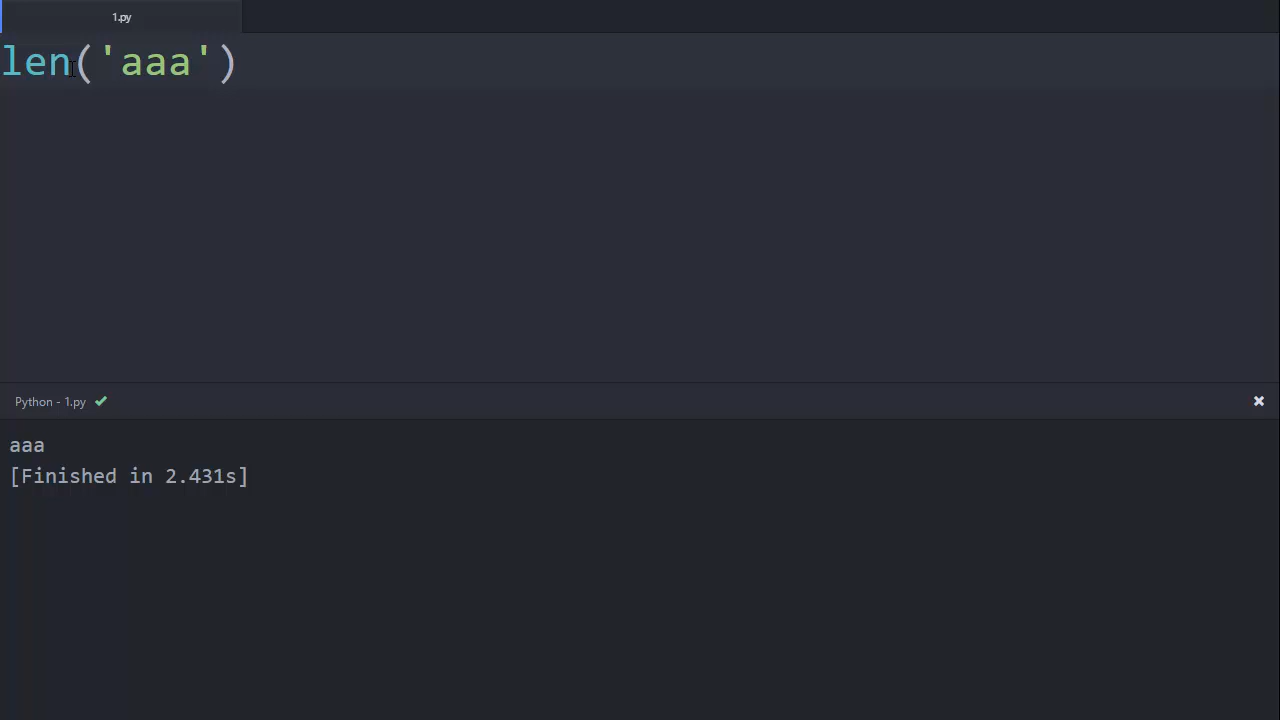 1.py
len('aaa')
Python - 1.py
aaa
[Finished in 2.431s]